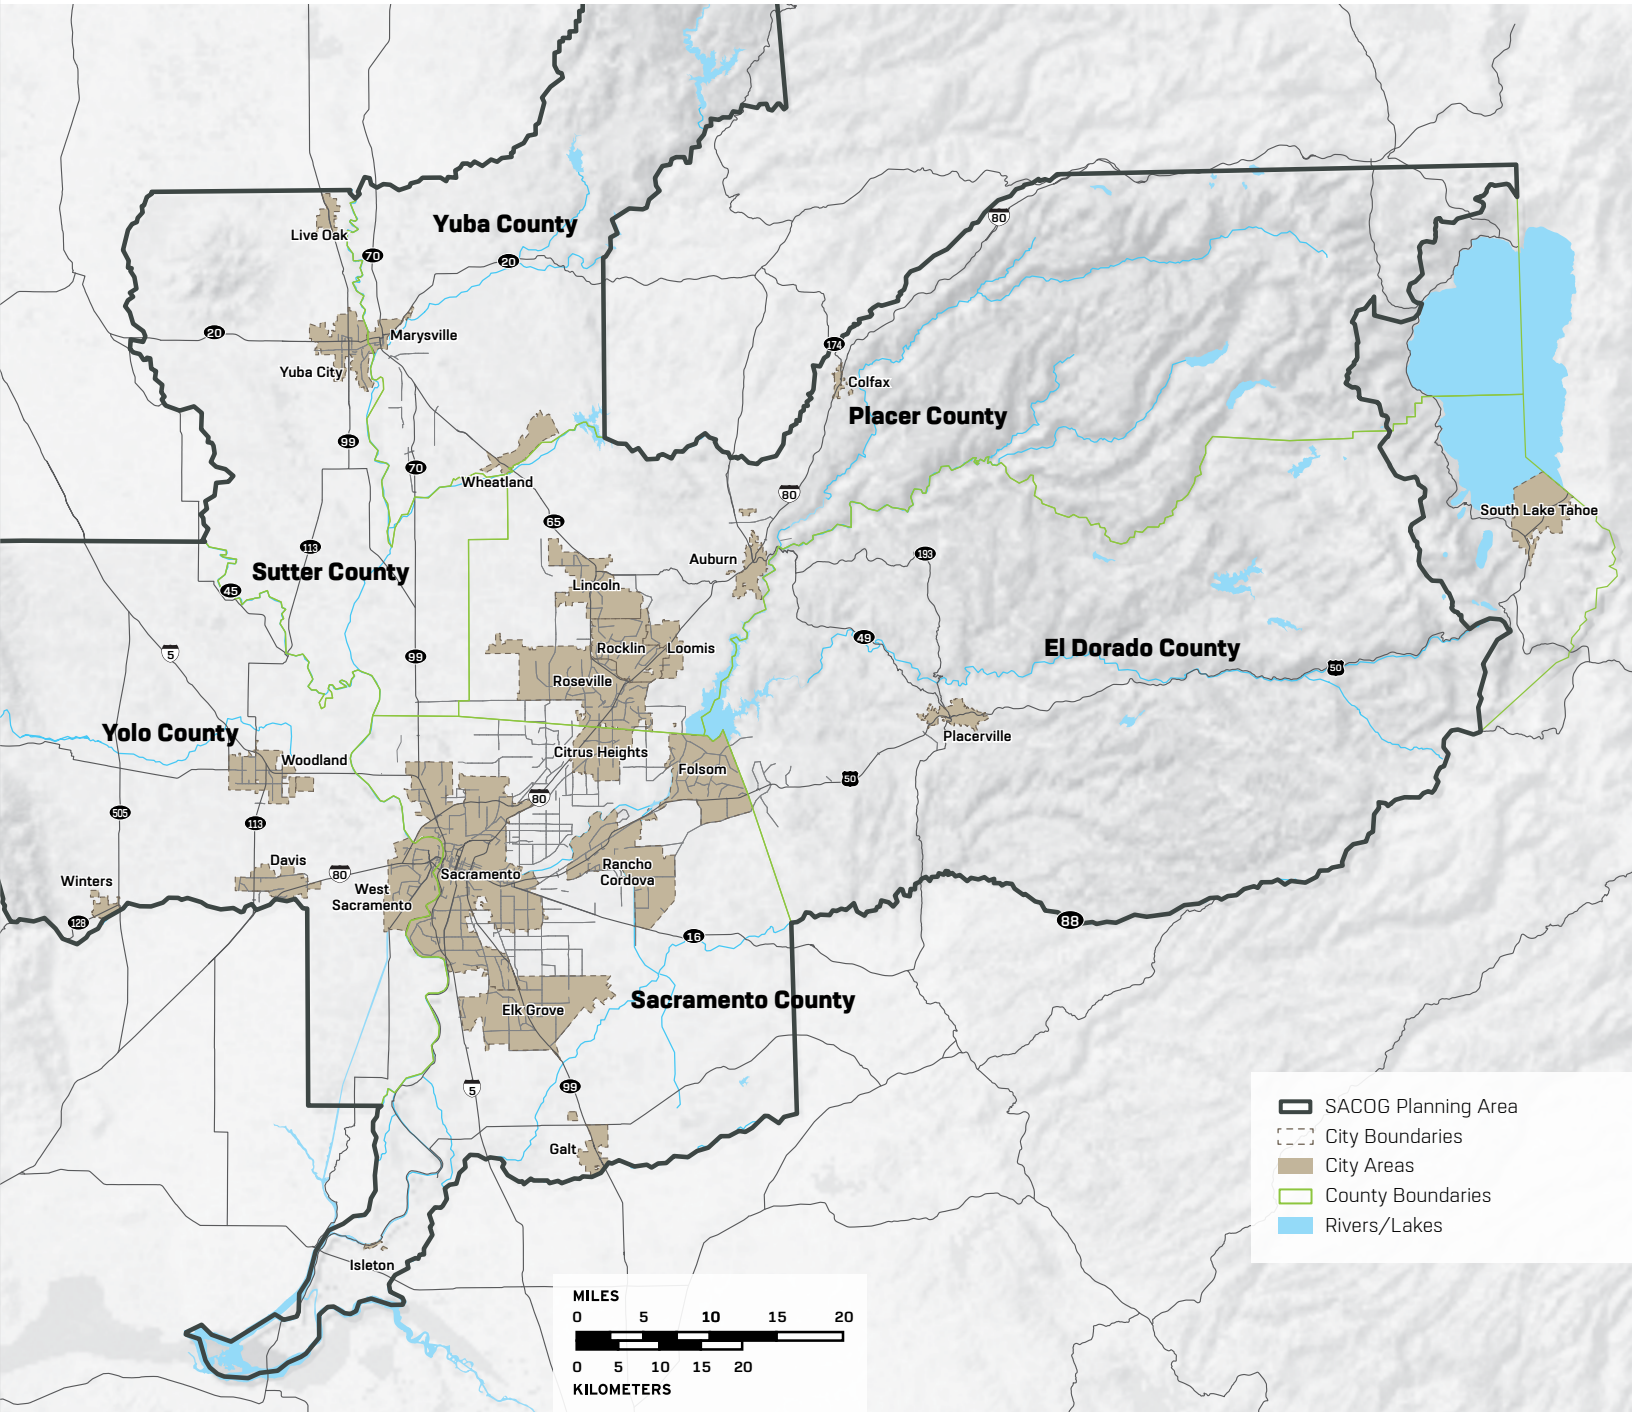 80
Yuba County
Live Oak
70
20
20
Marysville
174
Yuba City
Colfax
Placer County
99
70
Wheatland
80
South Lake Tahoe
65
113
193
Auburn
Sutter County
Lincoln
45
49
5
99
Rocklin
Loomis
El Dorado County
50
Roseville
Yolo County
Placerville
Citrus Heights
Woodland
Folsom
50
80
505
113
Davis
80
Sacramento
Rancho
Cordova
Winters
West
Sacramento
128
88
16
Sacramento County
Elk Grove
5
99
Galt
Isleton
SACOG Planning Area
City Boundaries
City Areas
County Boundaries
Rivers/Lakes
MILES
0 5 10 15 20
0 5 10 15 20
KILOMETERS